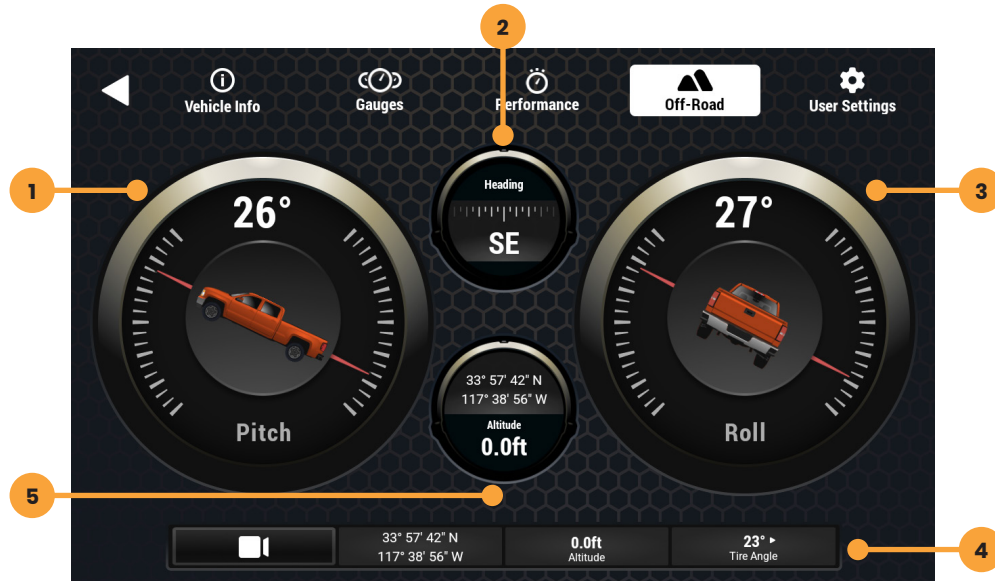 2
Vehicle Info
Gauges
Performance
Off-Road
User Settings
1
26°
Pitch
Heading
SE
3
27°
Roll
33° 57' 42" N
117° 38' 56" W
Altitude
0.0ft
5
33° 57' 42" N
117° 38' 56" W
0.0ft
Altitude
23° ▸
Tire Angle
4